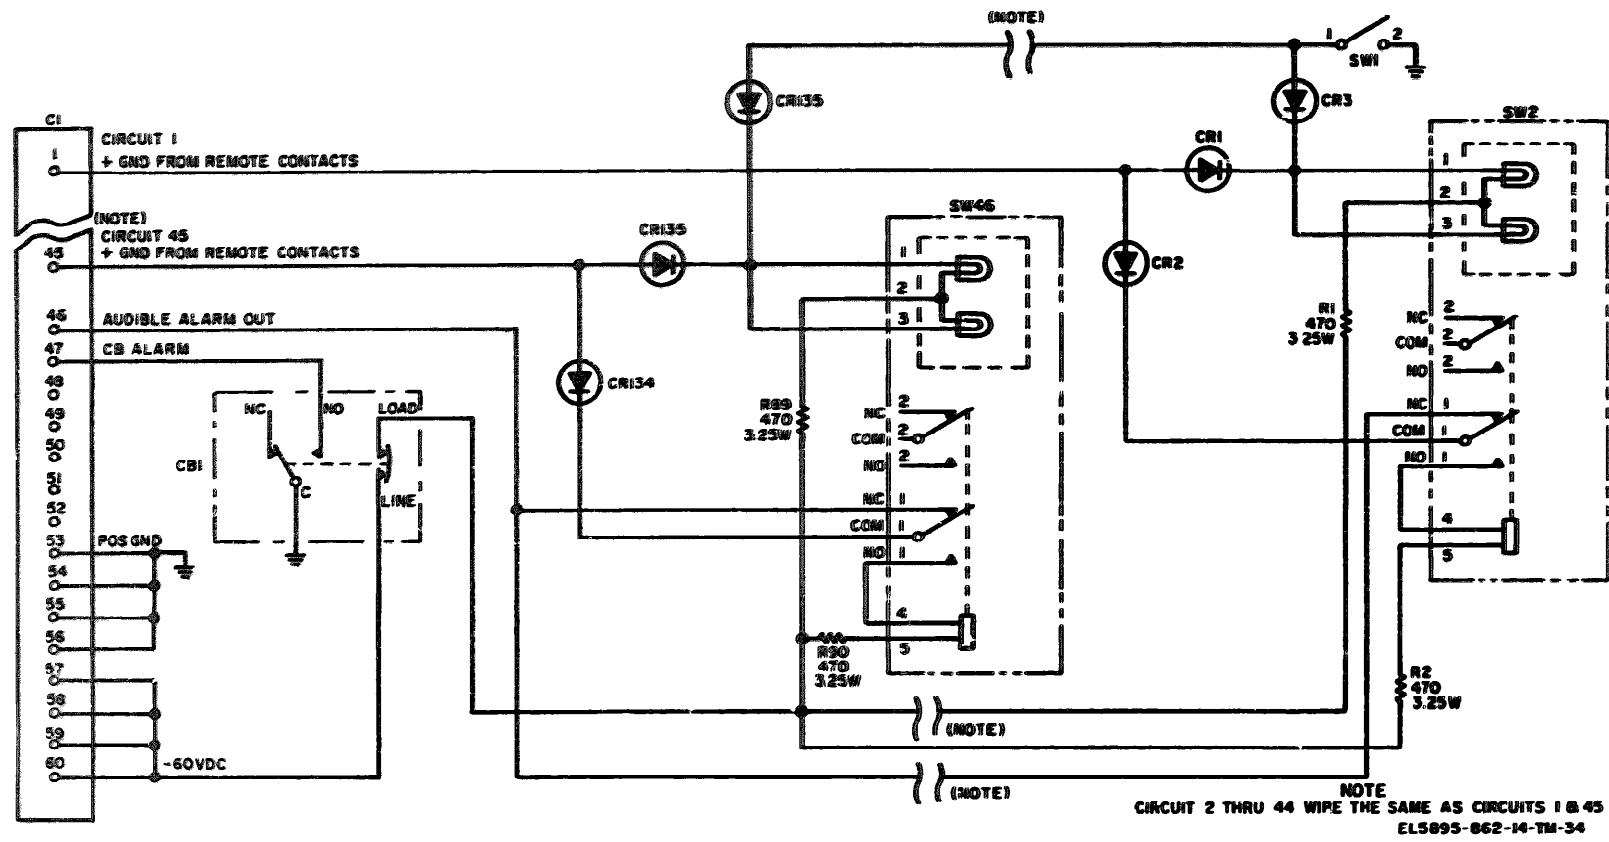 (NOTE)
1 2
SW1
CR135
CR3
SW2
C1
CIRCUIT 1
CR1
1
+ GND FROM REMOTE CONTACTS
1
2
3
(NOTE)
SW46
CIRCUIT 45
CR135
45
+ GND FROM REMOTE CONTACTS
1
2
3
CR2
46
AUDIBLE ALARM OUT
R1
470
3.25W
NC 2
COM 2
NO 2
47
CB ALARM
48
CR134
49
NC
NO
LOAD
R89
470
3.25W
NC 2
COM 2
NO 2
NC 1
COM 1
NO 1
50
CB1
51
C
LINE
52
NC 1
COM 1
NO 1
4
5
53
POS GND
54
55
56
4
5
R90
470
3.25W
57
58
59
60
-60VDC
R2
470
3.25W
(NOTE)
(NOTE)
NOTE
CIRCUIT 2 THRU 44 WIRE THE SAME AS CIRCUITS 1 & 45
EL5895-862-14-TM-34